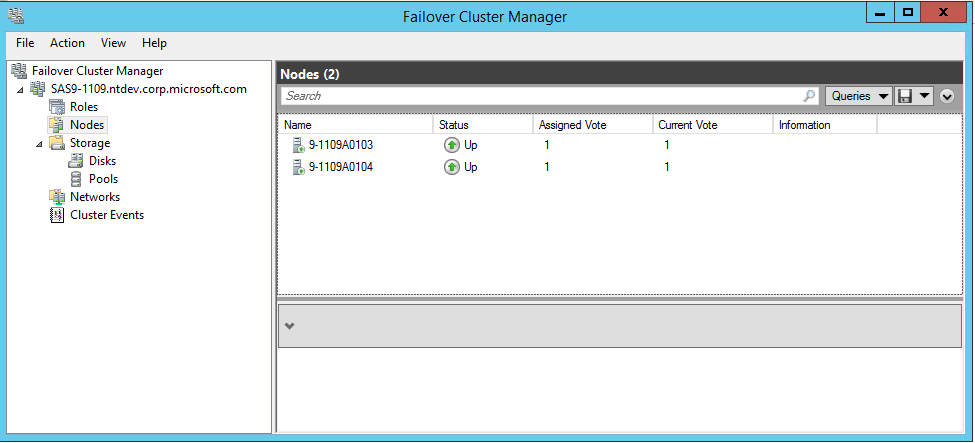 Failover Cluster Manager
File Action View Help
Failover Cluster Manager
SAS9-1109.ntdev.corp.microsoft.com
Roles
Nodes
Storage
Disks
Pools
Networks
Cluster Events
Nodes (2)
Search Queries
Name Status Assigned Vote Current Vote Information
9-1109A0103 Up 1 1
9-1109A0104 Up 1 1